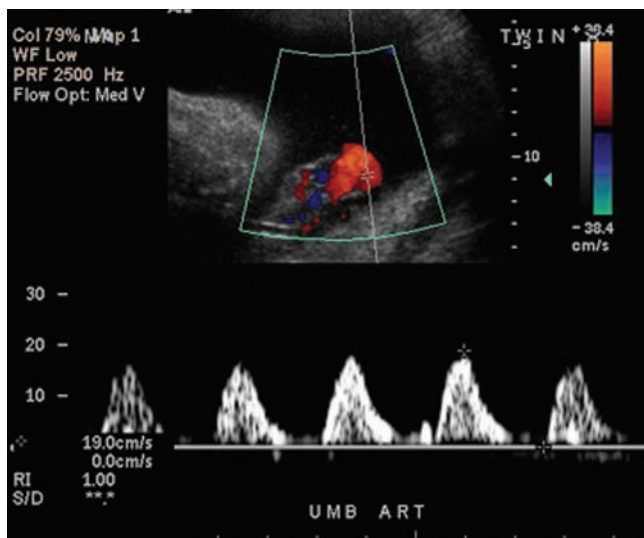 Col 79% Map 1
WF Low
PRF 2500 Hz
Flow Opt: Med V
TWIN
+38.4
10
-38.4
cm/s
30
20
10
19.0cm/s
0.0cm/s
RI 1.00
S/D **.*
UMB ART